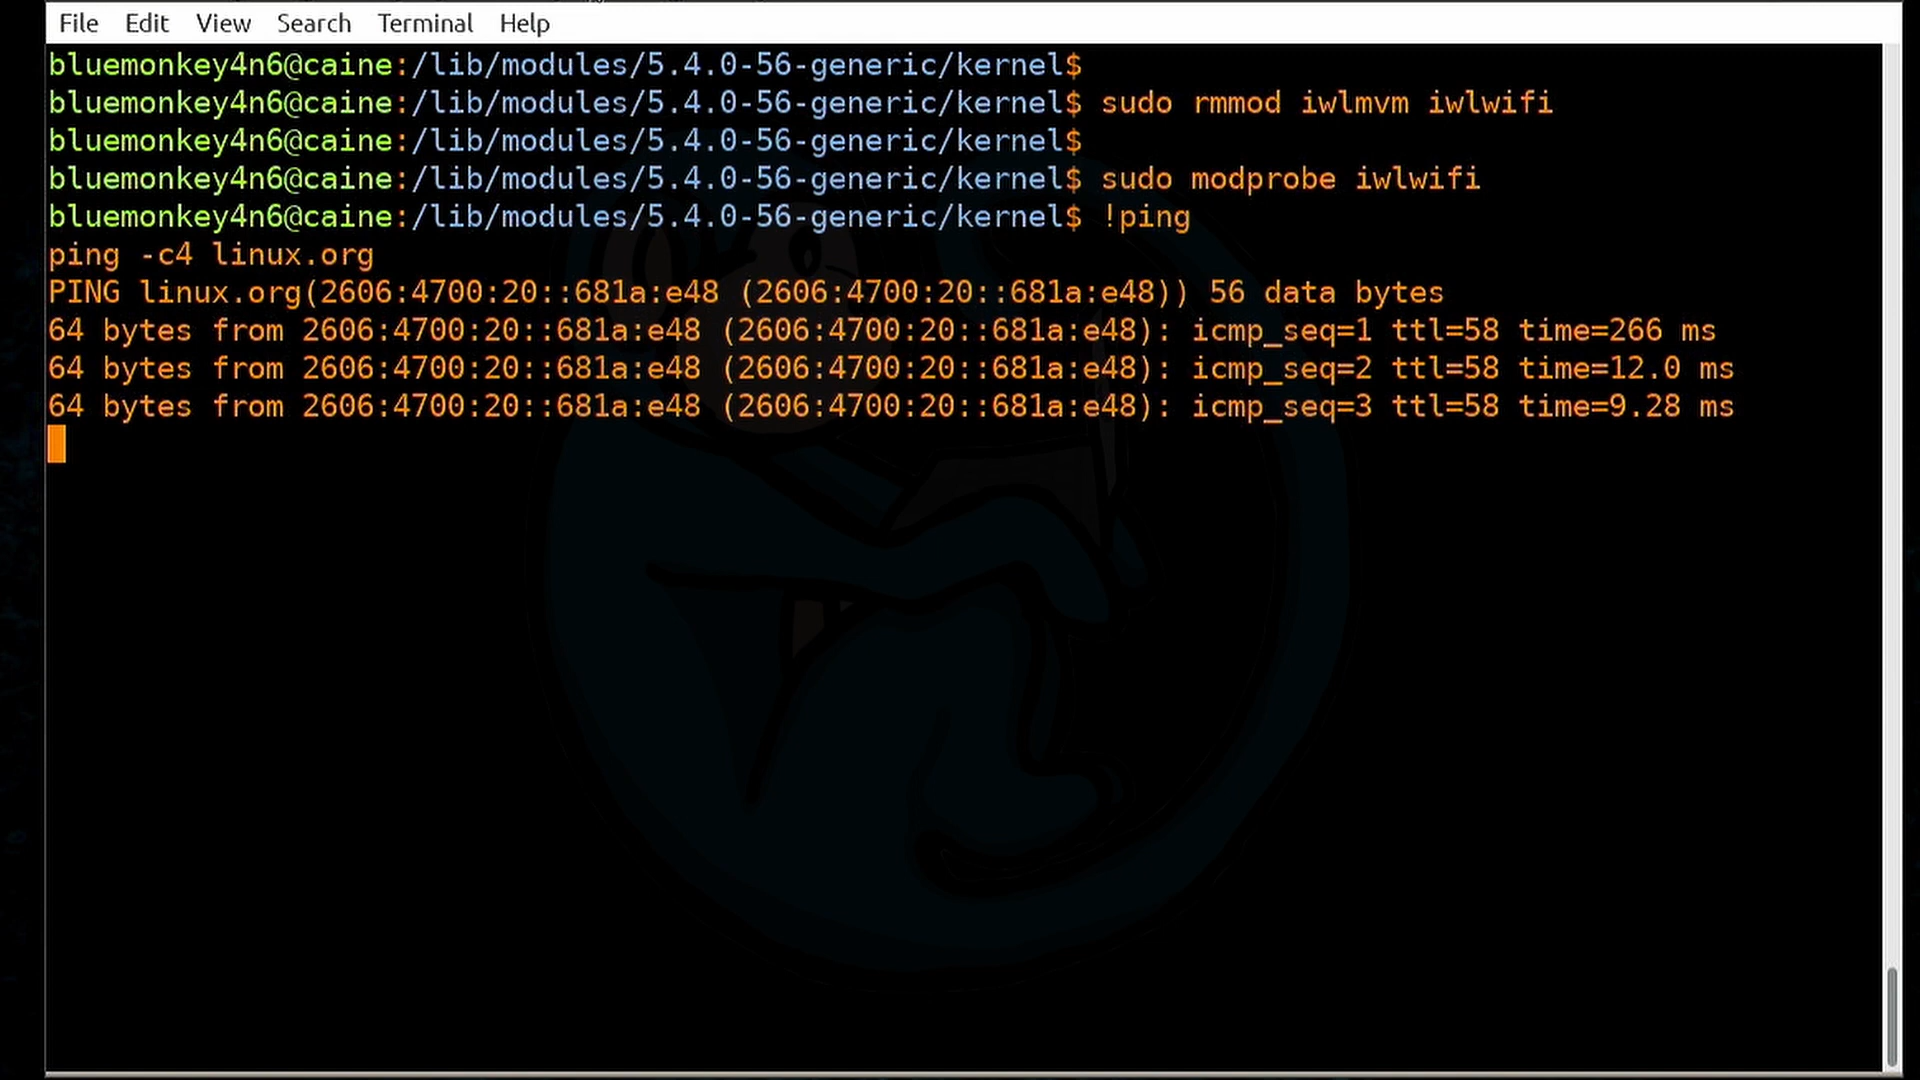 File Edit View Search Terminal Help
bluemonkey4n6@caine:/lib/modules/5.4.0-56-generic/kernel$
bluemonkey4n6@caine:/lib/modules/5.4.0-56-generic/kernel$ sudo rmmod iwlmvm iwlwifi
bluemonkey4n6@caine:/lib/modules/5.4.0-56-generic/kernel$
bluemonkey4n6@caine:/lib/modules/5.4.0-56-generic/kernel$ sudo modprobe iwlwifi
bluemonkey4n6@caine:/lib/modules/5.4.0-56-generic/kernel$ !ping
ping -c4 linux.org
PING linux.org(2606:4700:20::681a:e48 (2606:4700:20::681a:e48)) 56 data bytes
64 bytes from 2606:4700:20::681a:e48 (2606:4700:20::681a:e48): icmp_seq=1 ttl=58 time=266 ms
64 bytes from 2606:4700:20::681a:e48 (2606:4700:20::681a:e48): icmp_seq=2 ttl=58 time=12.0 ms
64 bytes from 2606:4700:20::681a:e48 (2606:4700:20::681a:e48): icmp_seq=3 ttl=58 time=9.28 ms